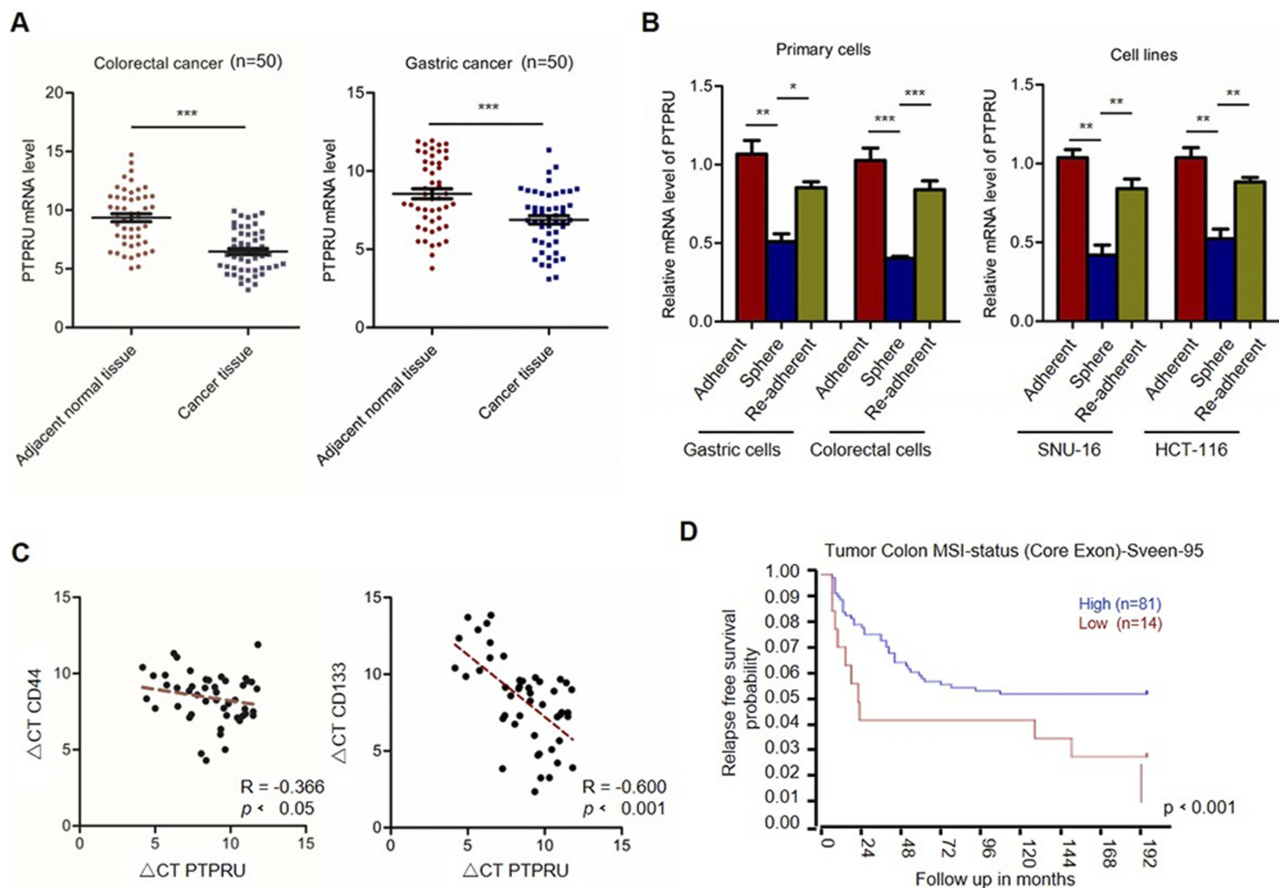 A
Colorectal cancer (n=50)
PTPRU mRNA level
20
15
10
5
0
***
Adjacent normal tissue
Cancer tissue
Gastric cancer (n=50)
PTPRU mRNA level
15
10
5
0
***
Adjacent normal tissue
Cancer tissue
B
Primary cells
Relative mRNA level of PTPRU
1.5
1.0
0.5
0.0
** * *** ***
Adherent
Sphere
Re-adherent
Adherent
Sphere
Re-adherent
Gastric cells Colorectal cells
Cell lines
Relative mRNA level of PTPRU
1.5
1.0
0.5
0.0
** ** ** **
Adherent
Sphere
Re-adherent
Adherent
Sphere
Re-adherent
SNU-16 HCT-116
C
△CT CD44
15
10
5
0
R = -0.366
p < 0.05
0 5 10 15
△CT PTPRU
△CT CD133
15
10
5
0
R = -0.600
p < 0.001
0 5 10 15
△CT PTPRU
D
Tumor Colon MSI-status (Core Exon)-Sveen-95
Relapse free survival
probability
1.00
0.09
0.08
0.07
0.06
0.05
0.04
0.03
0.02
0.01
0.00
High (n=81)
Low (n=14)
p < 0.001
0 24 48 72 96 120 144 168 192
Follow up in months